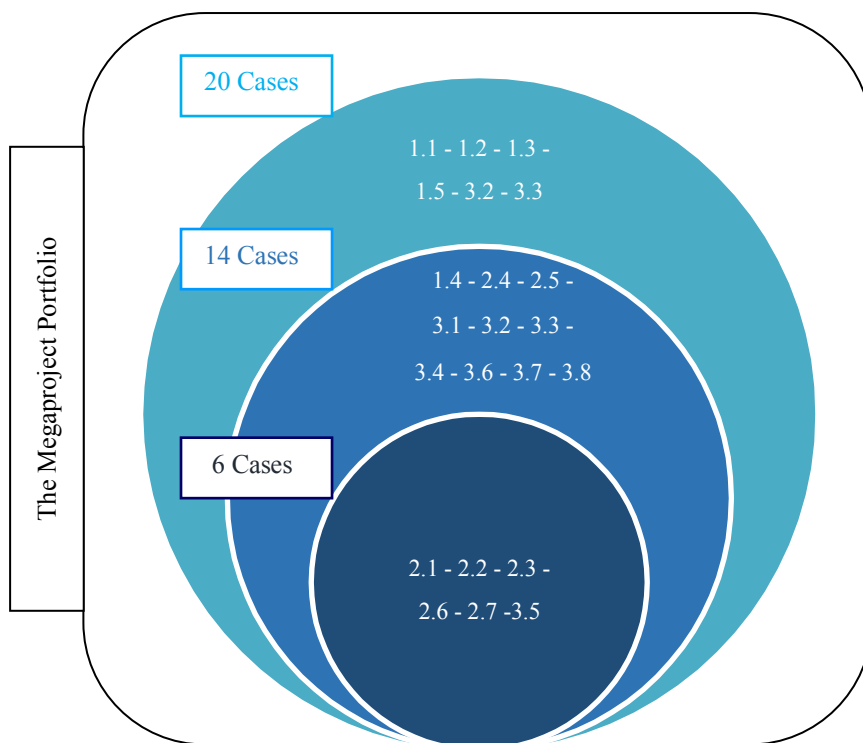 The Megaproject Portfolio
20 Cases
1.1 - 1.2 - 1.3 -
1.5 - 3.2 - 3.3
14 Cases
1.4 - 2.4 - 2.5 -
3.1 - 3.2 - 3.3 -
3.4 - 3.6 - 3.7 - 3.8
6 Cases
2.1 - 2.2 - 2.3 -
2.6 - 2.7 -3.5